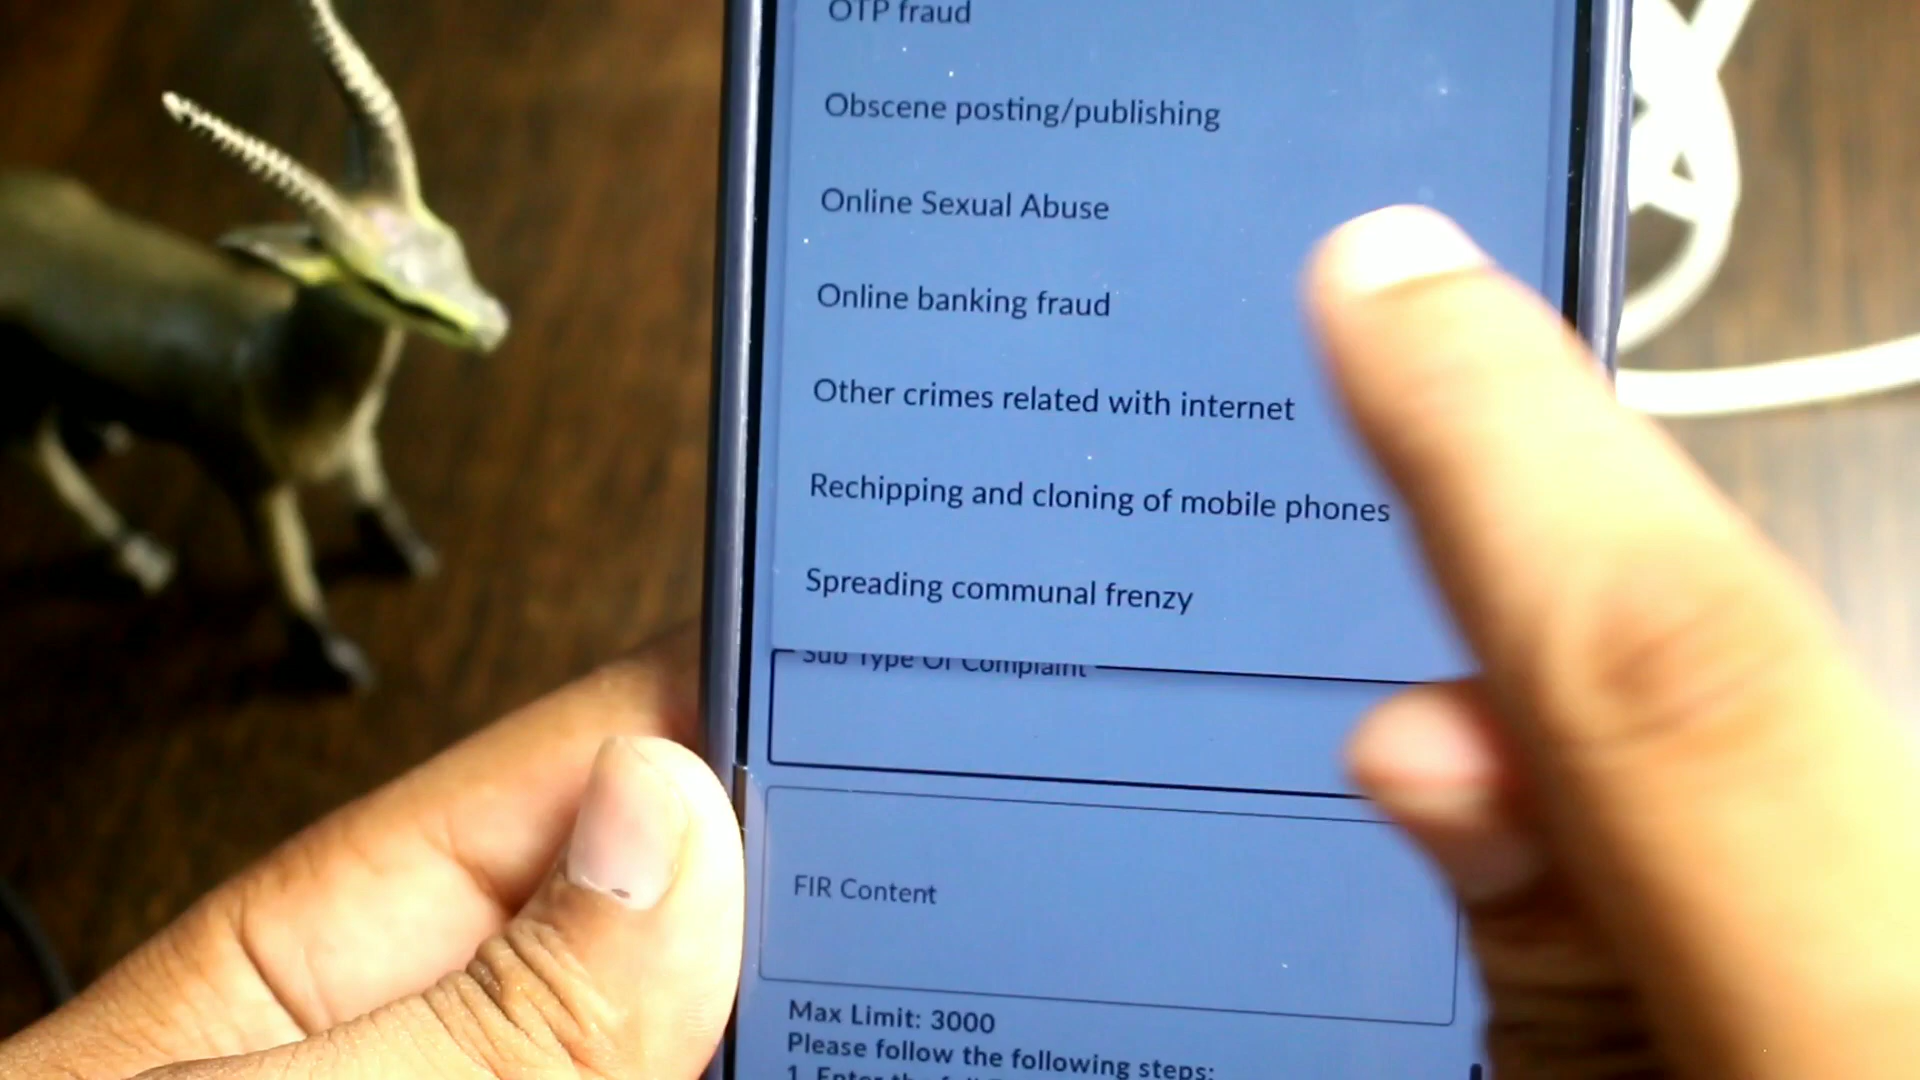 OTP fraud
Obscene posting/publishing
Online Sexual Abuse
Online banking fraud
Other crimes related with internet
Rechipping and cloning of mobile phones
Spreading communal frenzy
Sub Type Of Complaint
FIR Content
Max Limit: 3000
Please follow the following steps:
1. Enter the